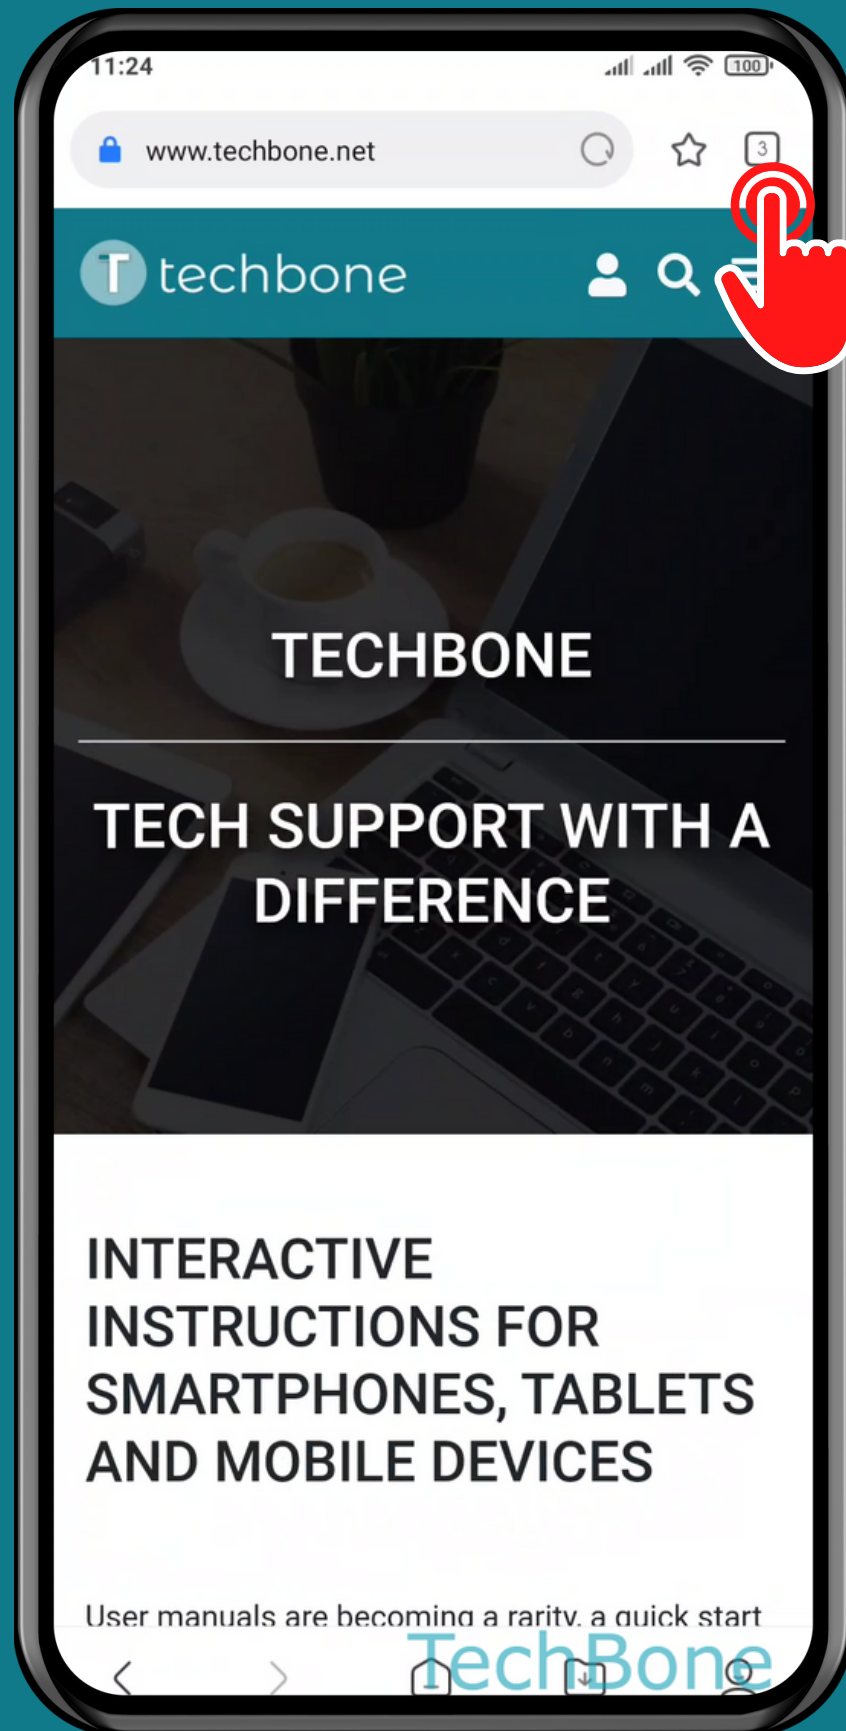 11:24
100
www.techbone.net
3
T techbone
TECHBONE
TECH SUPPORT WITH A
DIFFERENCE
INTERACTIVE
INSTRUCTIONS FOR
SMARTPHONES, TABLETS
AND MOBILE DEVICES
User manuals are becoming a rarity, a quick start
TechBone